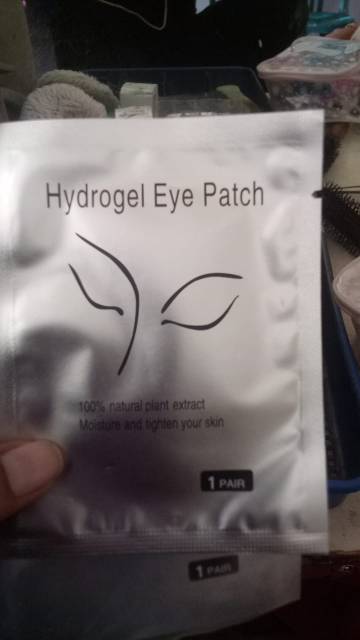 Hydrogel Eye Patch
100% natural plant extract
Moisture and tighten your skin
1 PAIR
1 PAIR